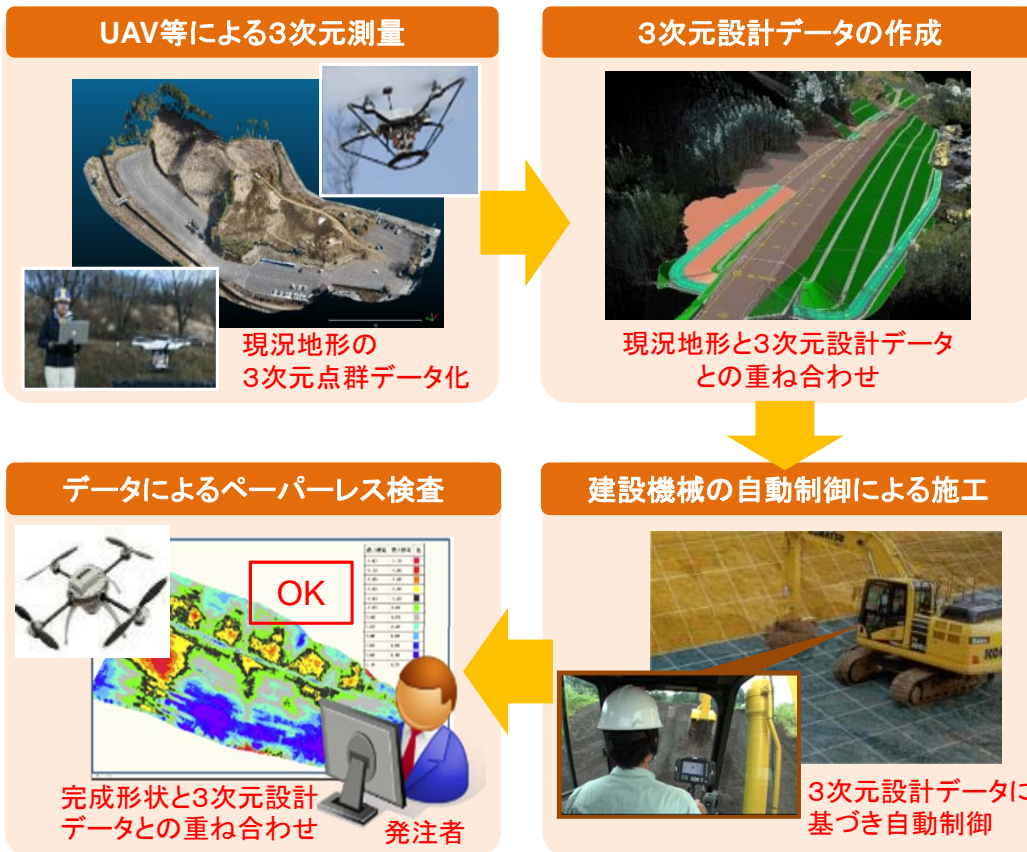 UAV等による3次元測量
3次元設計データの作成
現況地形の
3次元点群データ化
現況地形と3次元設計データ
との重ね合わせ
データによるペーパーレス検査
建設機械の自動制御による施工
OK
KOMATSU
完成形状と3次元設計
データとの重ね合わせ
発注者
3次元設計データに
基づき自動制御